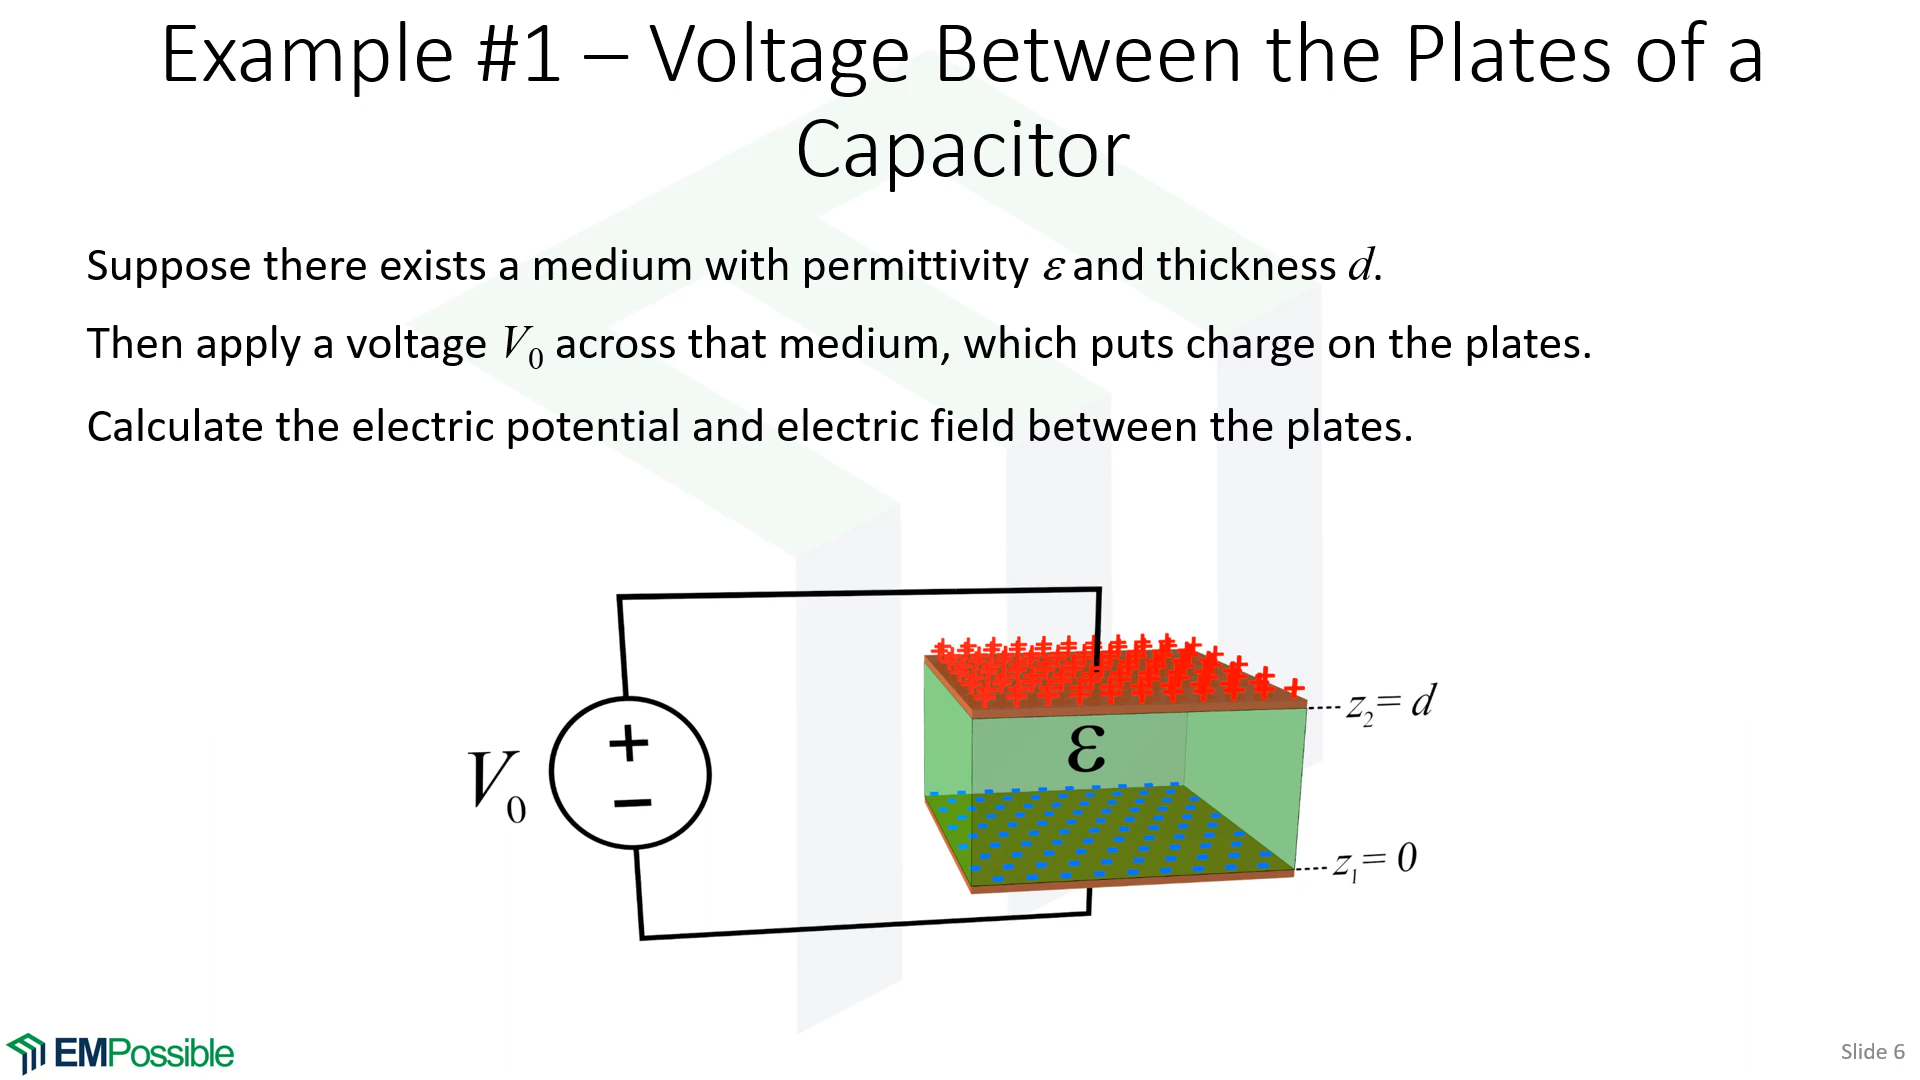 Example #1 – Voltage Between the Plates of a
Capacitor
Suppose there exists a medium with permittivity ε and thickness d.
Then apply a voltage V₀ across that medium, which puts charge on the plates.
Calculate the electric potential and electric field between the plates.
z₂ = d
ε
V₀
+
−
z₁ = 0
EMPossible
Slide 6